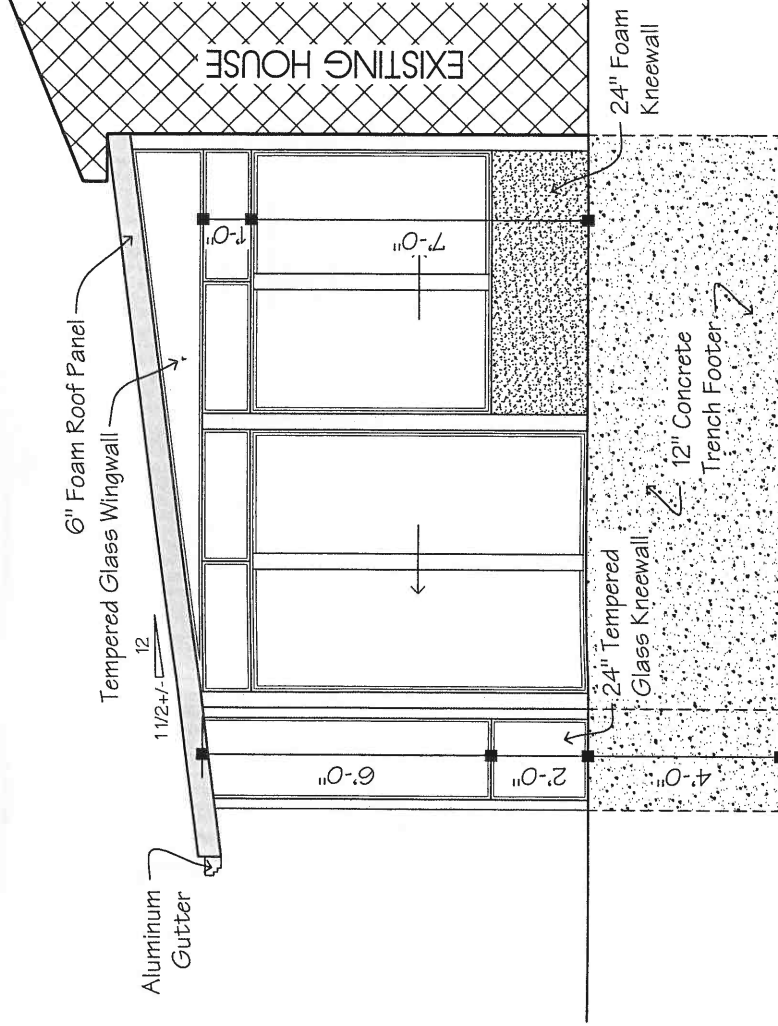 EXISTING HOUSE
24" Foam
Kneewall
6" Foam Roof Panel
Tempered Glass Wingwall
12
1 1/2+/-
1'-0"
7'-0"
12" Concrete
Trench Footer
24" Tempered
Glass Kneewall
6'-0"
2'-0"
4'-0"
Aluminum
Gutter